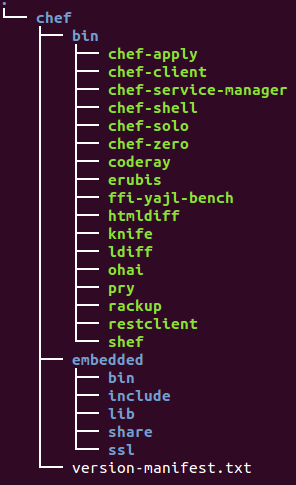 .
chef
bin
chef-apply
chef-client
chef-service-manager
chef-shell
chef-solo
chef-zero
coderay
erubis
ffi-yajl-bench
htmldiff
knife
ldiff
ohai
pry
rackup
restclient
shef
embedded
bin
include
lib
share
ssl
version-manifest.txt